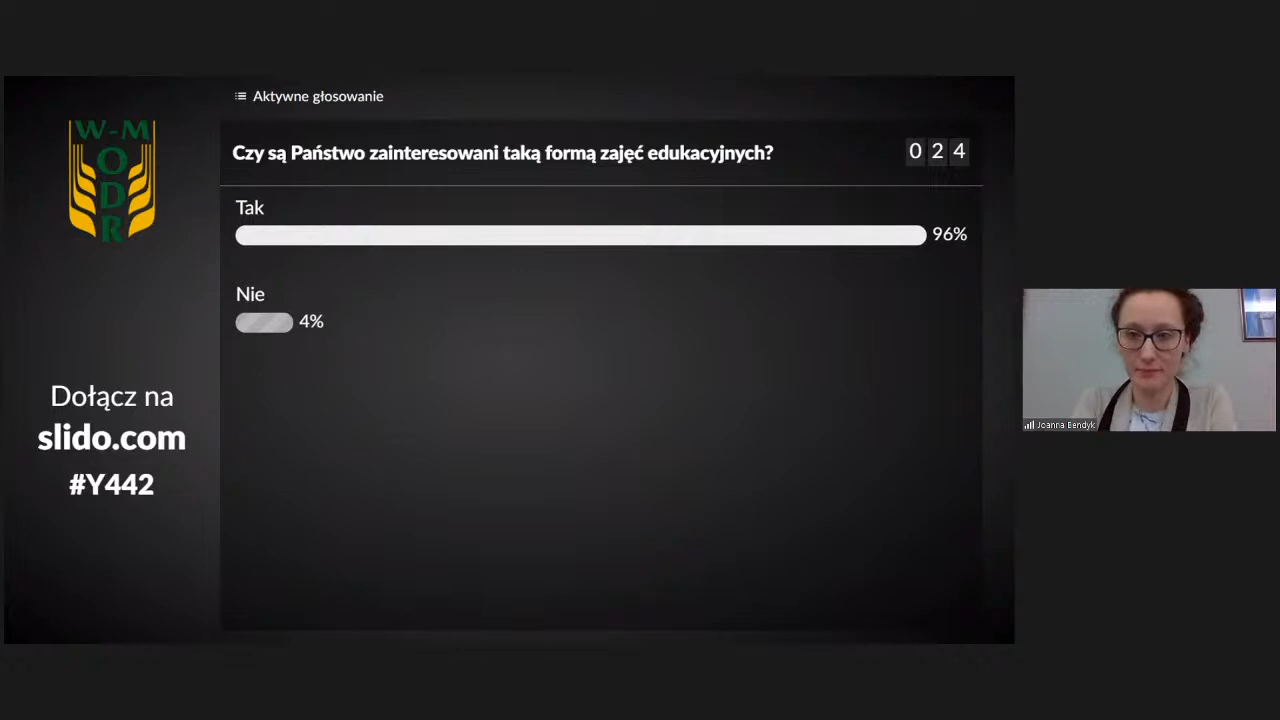 Aktywne głosowanie
W-M
O
D
R
Czy są Państwo zainteresowani taką formą zajęć edukacyjnych?
024
Tak
96%
Nie
4%
Dołącz na
slido.com
#Y442
Joanna Bendyk